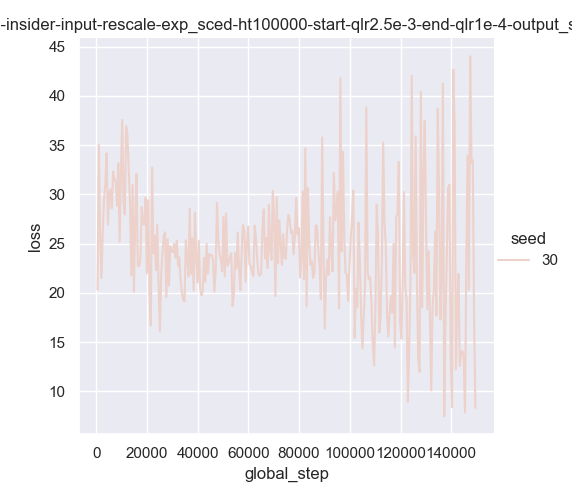 -insider-input-rescale-exp_sced-ht100000-start-qlr2.5e-3-end-qlr1e-4-output_s
45
40
35
30
25
20
15
10
loss
seed
30
0 20000 40000 60000 80000 100000 120000 140000
global_step